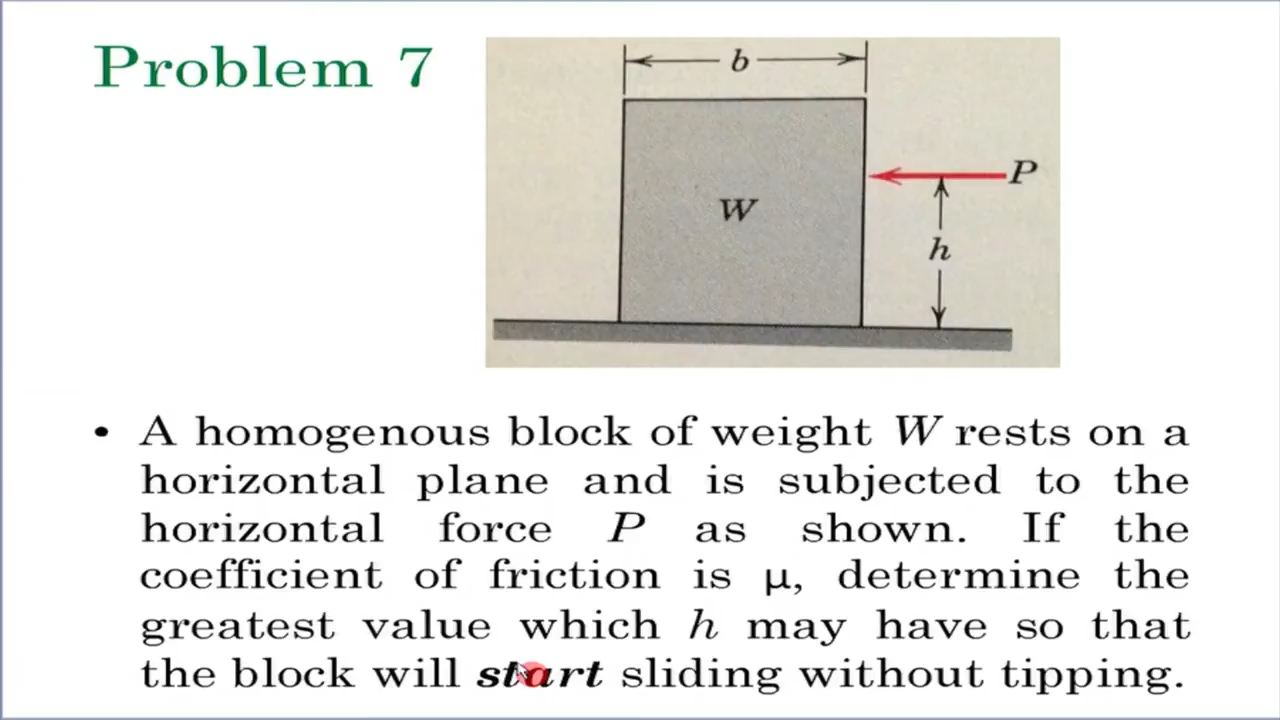 Problem 7
b
P
W
h
• A homogenous block of weight W rests on a
horizontal plane and is subjected to the
horizontal force P as shown. If the
coefficient of friction is μ, determine the
greatest value which h may have so that
the block will start sliding without tipping.